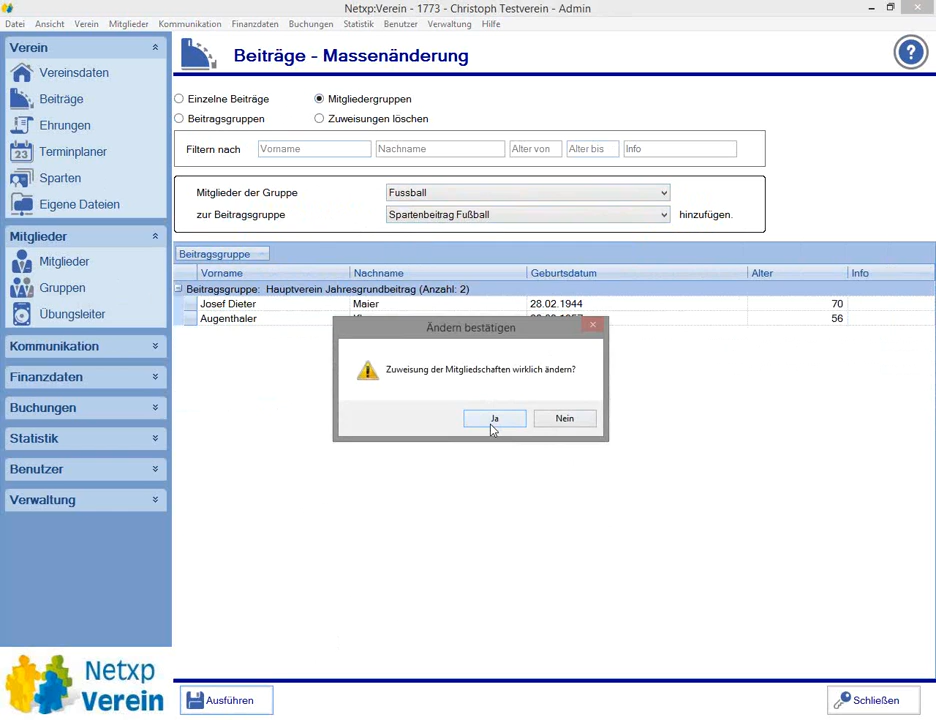 Netxp:Verein - 1773 - Christoph Testverein - Admin
Datei Ansicht Verein Mitglieder Kommunikation Finanzdaten Buchungen Statistik Benutzer Verwaltung Hilfe
Verein
Vereinsdaten
Beiträge
Ehrungen
23
Terminplaner
Sparten
Eigene Dateien
Mitglieder
Mitglieder
Gruppen
Übungsleiter
Kommunikation
Finanzdaten
Buchungen
Statistik
Benutzer
Verwaltung
Netxp
Verein
Beiträge - Massenänderung
?
Einzelne Beiträge Mitgliedergruppen
Beitragsgruppen Zuweisungen löschen
Filtern nach Vorname Nachname Alter von Alter bis Info
Mitglieder der Gruppe Fussball
zur Beitragsgruppe Spartenbeitrag Fußball hinzufügen.
Beitragsgruppe
Vorname Nachname Geburtsdatum Alter Info
Beitragsgruppe: Hauptverein Jahresgrundbeitrag (Anzahl: 2)
Josef Dieter Maier 28.02.1944 70
Augenthaler 56
Ändern bestätigen
Zuweisung der Mitgliedschaften wirklich ändern?
Ja Nein
Ausführen Schließen